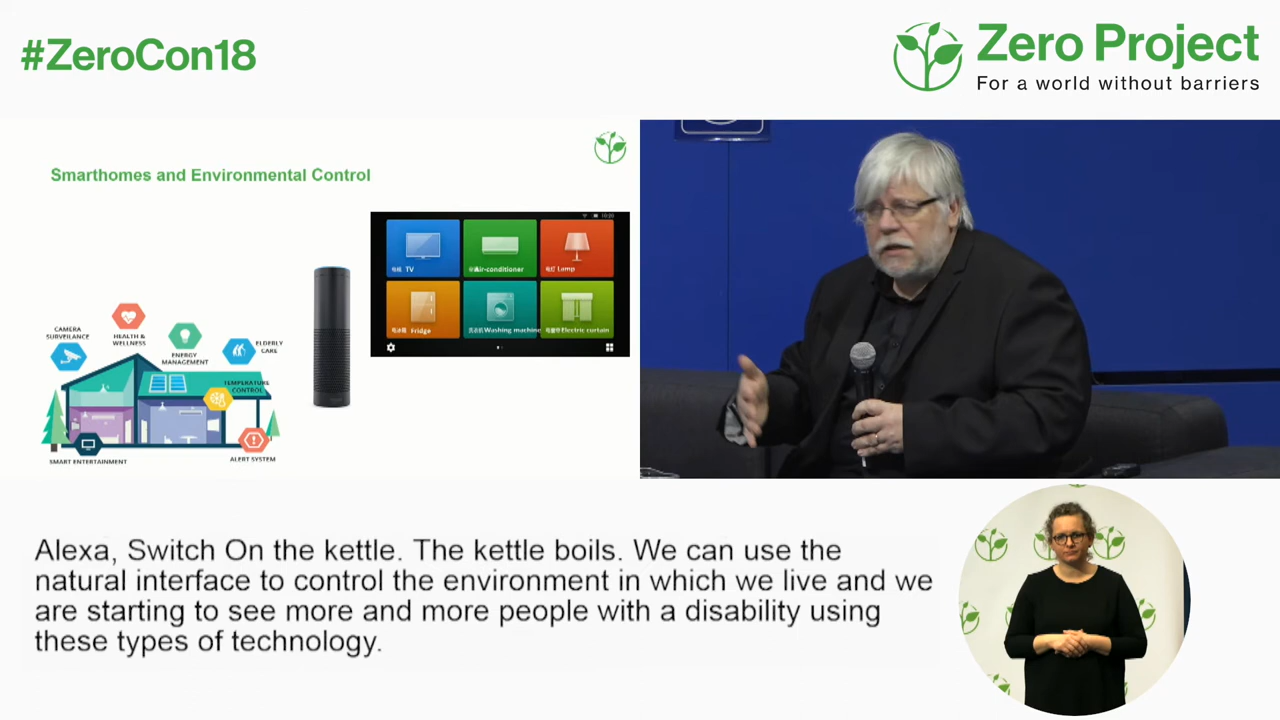 #ZeroCon18
Zero Project
For a world without barriers
Smarthomes and Environmental Control
10:20
TV
air-conditioner
Lamp
Fridge
Washing machine
Electric curtain
CAMERA
SURVEILANCE
HEALTH &
WELLNESS
ENERGY
MANAGEMENT
ELDERLY
CARE
TEMPERATURE
CONTROL
SMART ENTERTAINMENT
ALERT SYSTEM
Alexa, Switch On the kettle. The kettle boils. We can use the
natural interface to control the environment in which we live and we
are starting to see more and more people with a disability using
these types of technology.